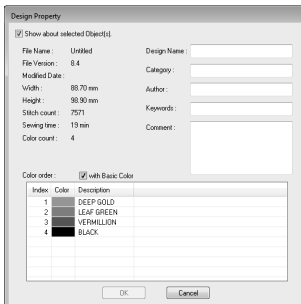 Design Property
Show about selected Object(s).
File Name : Untitled
File Version : 8.4
Modified Date :
Width : 88.70 mm
Height : 98.90 mm
Stitch count : 7571
Sewing time : 19 min
Color count : 4
Design Name :
Category :
Author :
Keywords :
Comment :
Color order : with Basic Color
Index Color Description
1 DEEP GOLD
2 LEAF GREEN
3 VERMILLION
4 BLACK
OK Cancel